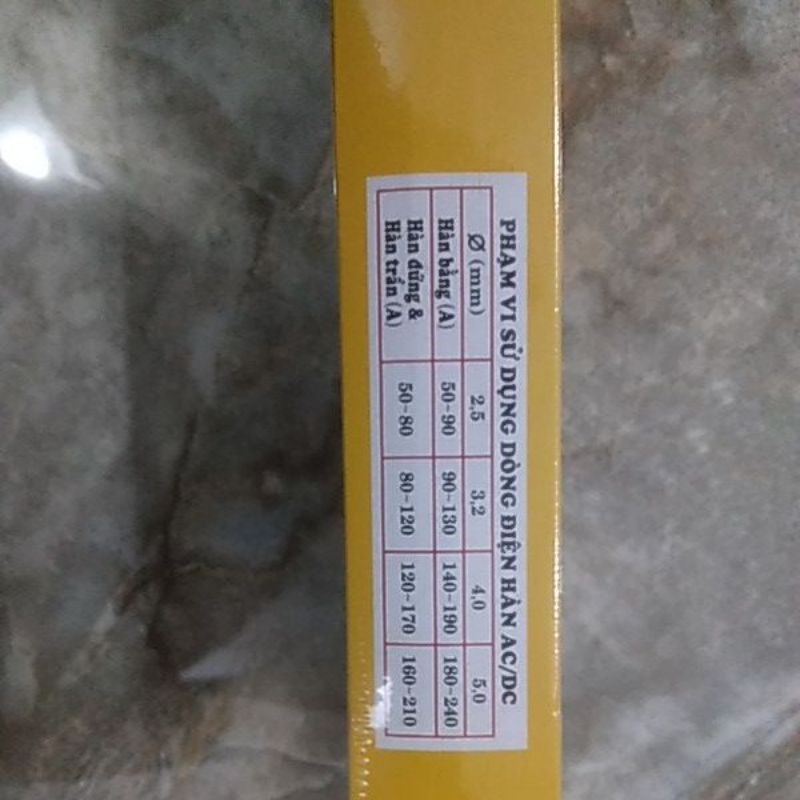 PHẠM VI SỬ DỤNG DÒNG ĐIỆN HÀN AC/DC
Ø (mm) 2,5 3,2 4,0 5,0
Hàn bằng (A) 50-90 90-130 140-190 180-240
Hàn đứng &
Hàn trần (A) 50-80 80-120 120-170 160-210